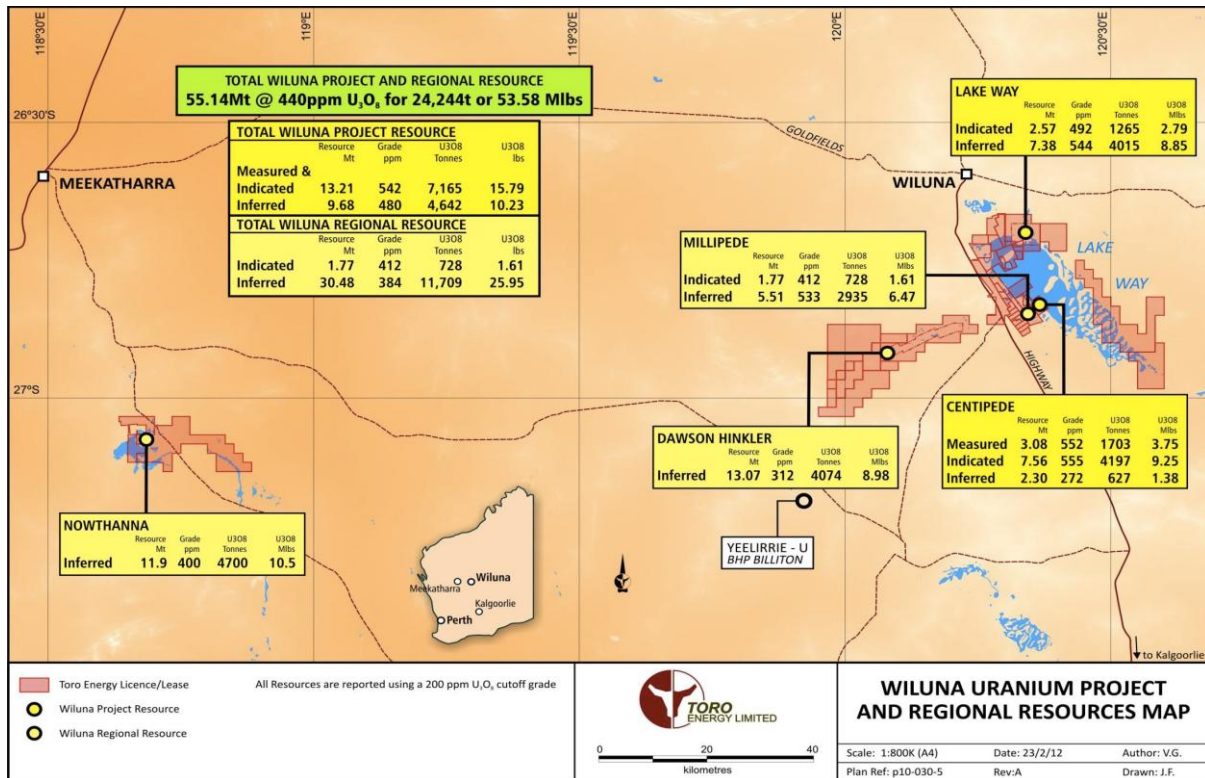 118º30'E
119ºE
119º30'E
120ºE
120º30'E
TOTAL WILUNA PROJECT AND REGIONAL RESOURCE
55.14Mt @ 440ppm U₃O₈ for 24,244t or 53.58 Mlbs
TOTAL WILUNA PROJECT RESOURCE
Resource Grade U3O8 U3O8
Mt ppm Tonnes lbs
Measured &
Indicated 13.21 542 7,165 15.79
Inferred 9.68 480 4,642 10.23
TOTAL WILUNA REGIONAL RESOURCE
Resource Grade U3O8 U3O8
Mt ppm Tonnes lbs
Indicated 1.77 412 728 1.61
Inferred 30.48 384 11,709 25.95
LAKE WAY
Resource Grade U3O8 U3O8
Mt ppm Tonnes Mlbs
Indicated 2.57 492 1265 2.79
Inferred 7.38 544 4015 8.85
26º30'S
GOLDFIELDS
MEEKATHARRA
WILUNA
MILLIPEDE
Resource Grade U3O8 U3O8
Mt ppm Tonnes Mlbs
Indicated 1.77 412 728 1.61
Inferred 5.51 533 2935 6.47
LAKE
WAY
HIGHWAY
27ºS
CENTIPEDE
Resource Grade U3O8 U3O8
Mt ppm Tonnes Mlbs
Measured 3.08 552 1703 3.75
Indicated 7.56 555 4197 9.25
Inferred 2.30 272 627 1.38
DAWSON HINKLER
Resource Grade U3O8 U3O8
Mt ppm Tonnes Mlbs
Inferred 13.07 312 4074 8.98
NOWTHANNA
Resource Grade U3O8 U3O8
Mt ppm Tonnes Mlbs
Inferred 11.9 400 4700 10.5
YEELIRRIE - U
BHP BILLITON
Meekatharra
Wiluna
Kalgoorlie
Perth
to Kalgoorlie
Toro Energy Licence/Lease
Wiluna Project Resource
Wiluna Regional Resource
All Resources are reported using a 200 ppm U₃O₈ cutoff grade
TORO
ENERGY LIMITED
0 20 40
kilometres
WILUNA URANIUM PROJECT
AND REGIONAL RESOURCES MAP
Scale: 1:800K (A4) Date: 23/2/12 Author: V.G.
Plan Ref: p10-030-5 Rev:A Drawn: J.F.